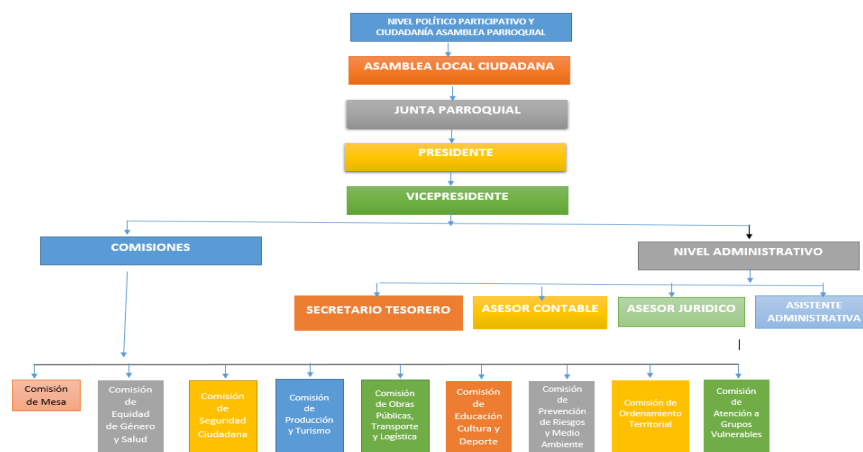 NIVEL POLÍTICO PARTICIPATIVO Y
CIUDADANÍA ASAMBLEA PARROQUIAL
ASAMBLEA LOCAL CIUDADANA
JUNTA PARROQUIAL
PRESIDENTE
VICEPRESIDENTE
COMISIONES
NIVEL ADMINISTRATIVO
SECRETARIO TESORERO
ASESOR CONTABLE
ASESOR JURIDICO
ASISTENTE
ADMINISTRATIVA
Comisión
de Mesa
Comisión
de
Equidad
de Género
y Salud
Comisión
de
Seguridad
Ciudadana
Comisión
de
Producción
y Turismo
Comisión
de Obras
Públicas,
Transporte
y Logística
Comisión
de
Educación
Cultura y
Deporte
Comisión
de
Prevención
de Riesgos
y Medio
Ambiente
Comisión de
Ordenamiento
Territorial
Comisión
de
Atención a
Grupos
Vulnerables